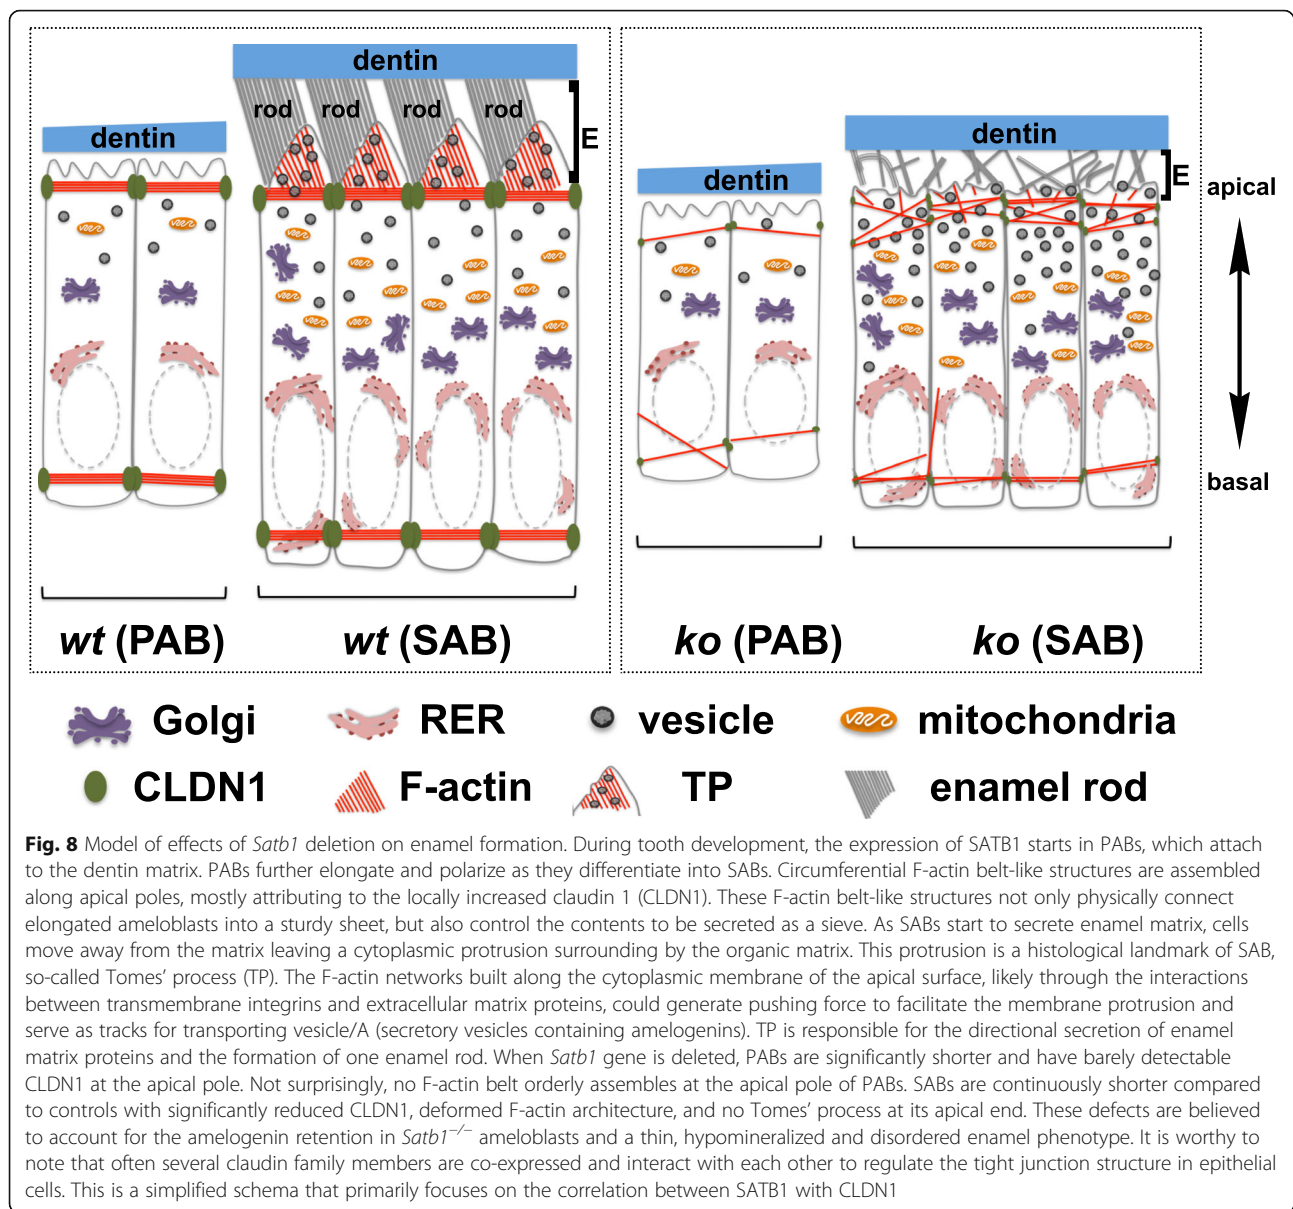 dentin
rod rod rod rod
E
dentin
dentin
dentin
E
apical
basal
wt (PAB)
wt (SAB)
ko (PAB)
ko (SAB)
Golgi
RER
vesicle
mitochondria
CLDN1
F-actin
TP
enamel rod
Fig. 8 Model of effects of Satb1 deletion on enamel formation. During tooth development, the expression of SATB1 starts in PABs, which attach
to the dentin matrix. PABs further elongate and polarize as they differentiate into SABs. Circumferential F-actin belt-like structures are assembled
along apical poles, mostly attributing to the locally increased claudin 1 (CLDN1). These F-actin belt-like structures not only physically connect
elongated ameloblasts into a sturdy sheet, but also control the contents to be secreted as a sieve. As SABs start to secrete enamel matrix, cells
move away from the matrix leaving a cytoplasmic protrusion surrounding by the organic matrix. This protrusion is a histological landmark of SAB,
so-called Tomes’ process (TP). The F-actin networks built along the cytoplasmic membrane of the apical surface, likely through the interactions
between transmembrane integrins and extracellular matrix proteins, could generate pushing force to facilitate the membrane protrusion and
serve as tracks for transporting vesicle/A (secretory vesicles containing amelogenins). TP is responsible for the directional secretion of enamel
matrix proteins and the formation of one enamel rod. When Satb1 gene is deleted, PABs are significantly shorter and have barely detectable
CLDN1 at the apical pole. Not surprisingly, no F-actin belt orderly assembles at the apical pole of PABs. SABs are continuously shorter compared
to controls with significantly reduced CLDN1, deformed F-actin architecture, and no Tomes’ process at its apical end. These defects are believed
to account for the amelogenin retention in Satb1−/− ameloblasts and a thin, hypomineralized and disordered enamel phenotype. It is worthy to
note that often several claudin family members are co-expressed and interact with each other to regulate the tight junction structure in epithelial
cells. This is a simplified schema that primarily focuses on the correlation between SATB1 with CLDN1